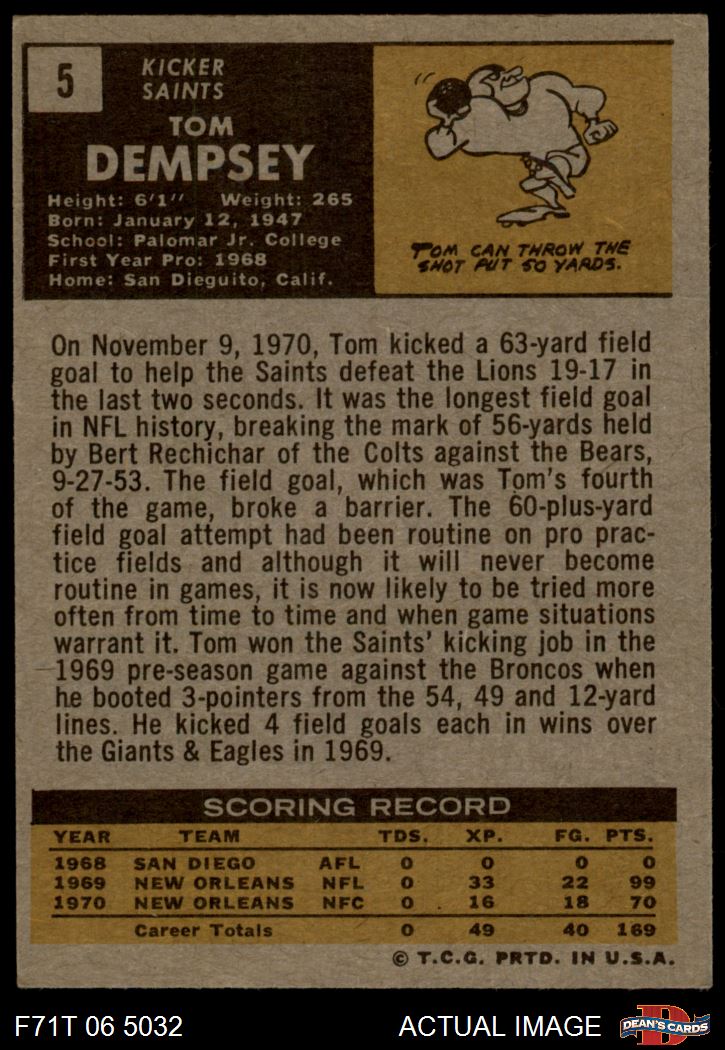 5
KICKER
SAINTS
TOM
DEMPSEY
Height: 6'1" Weight: 265
Born: January 12, 1947
School: Palomar Jr. College
First Year Pro: 1968
Home: San Dieguito, Calif.
TOM CAN THROW THE
SHOT PUT 50 YARDS.
On November 9, 1970, Tom kicked a 63-yard field
goal to help the Saints defeat the Lions 19-17 in
the last two seconds. It was the longest field goal
in NFL history, breaking the mark of 56-yards held
by Bert Rechichar of the Colts against the Bears,
9-27-53. The field goal, which was Tom's fourth
of the game, broke a barrier. The 60-plus-yard
field goal attempt had been routine on pro prac-
tice fields and although it will never become
routine in games, it is now likely to be tried more
often from time to time and when game situations
warrant it. Tom won the Saints' kicking job in the
1969 pre-season game against the Broncos when
he booted 3-pointers from the 54, 49 and 12-yard
lines. He kicked 4 field goals each in wins over
the Giants & Eagles in 1969.
SCORING RECORD
YEAR TEAM TDS. XP. FG. PTS.
1968 SAN DIEGO AFL 0 0 0 0
1969 NEW ORLEANS NFL 0 33 22 99
1970 NEW ORLEANS NFC 0 16 18 70
Career Totals 0 49 40 169
© T.C.G. PRTD. IN U.S.A.
F71T 06 5032 ACTUAL IMAGE D DEAN'S CARDS